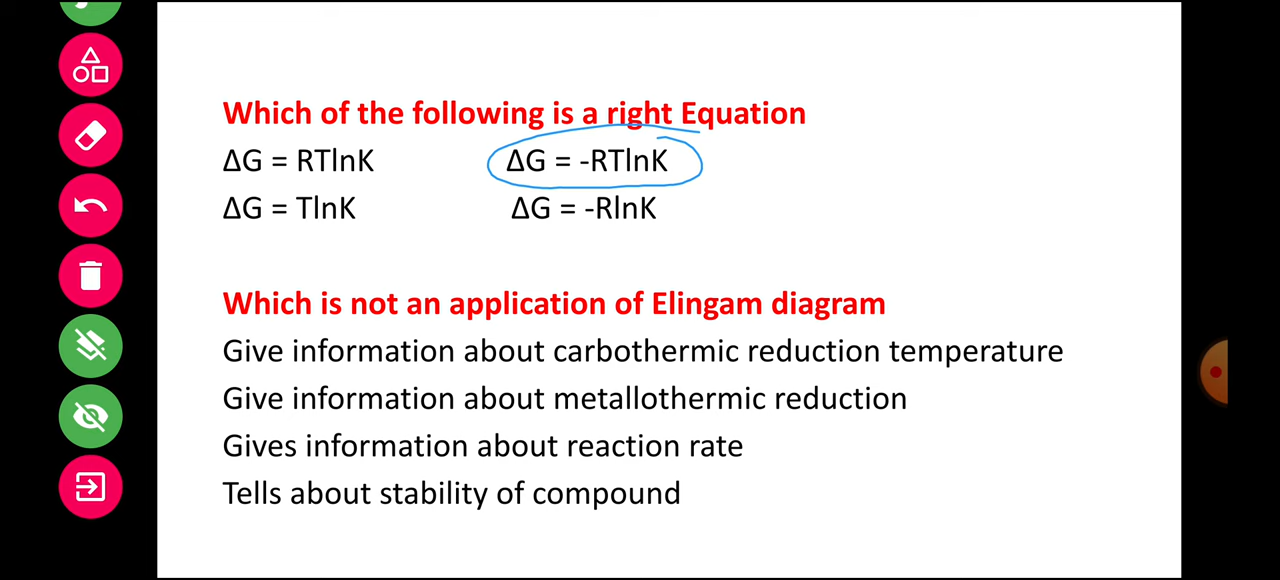 Which of the following is a right Equation
ΔG = RTlnK ΔG = -RTlnK
ΔG = TlnK ΔG = -RlnK
Which is not an application of Elingam diagram
Give information about carbothermic reduction temperature
Give information about metallothermic reduction
Gives information about reaction rate
Tells about stability of compound